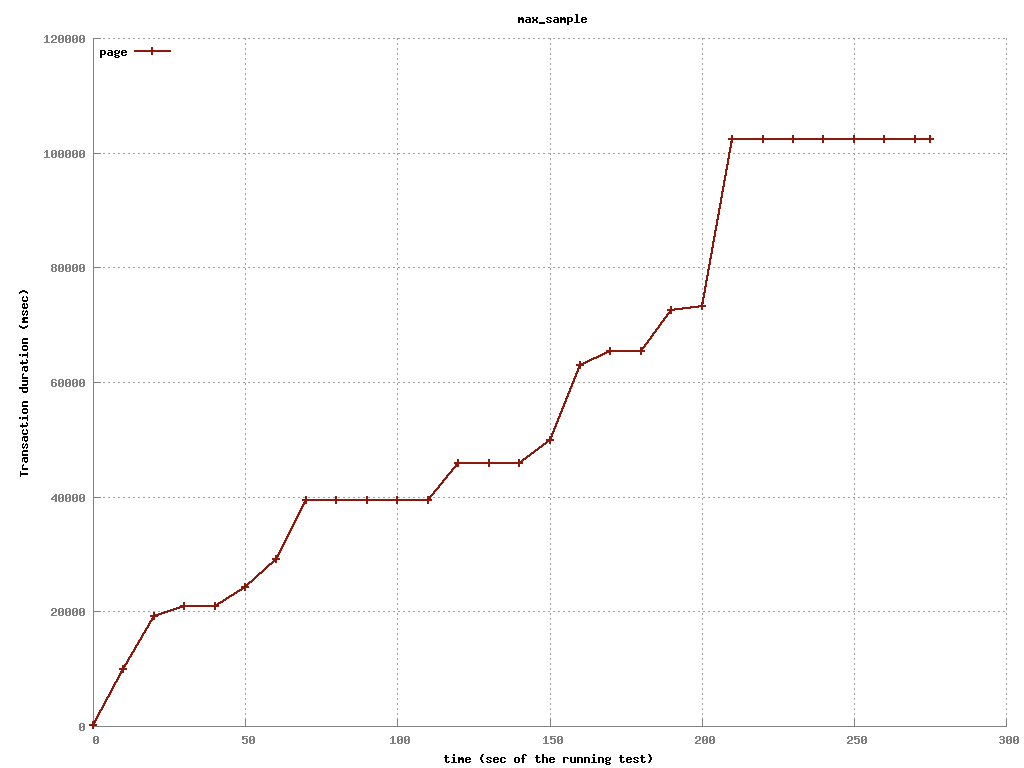 max_sample
120000
page
100000
80000
60000
40000
20000
0
Transaction duration (msec)
0 50 100 150 200 250 300
time (sec of the running test)